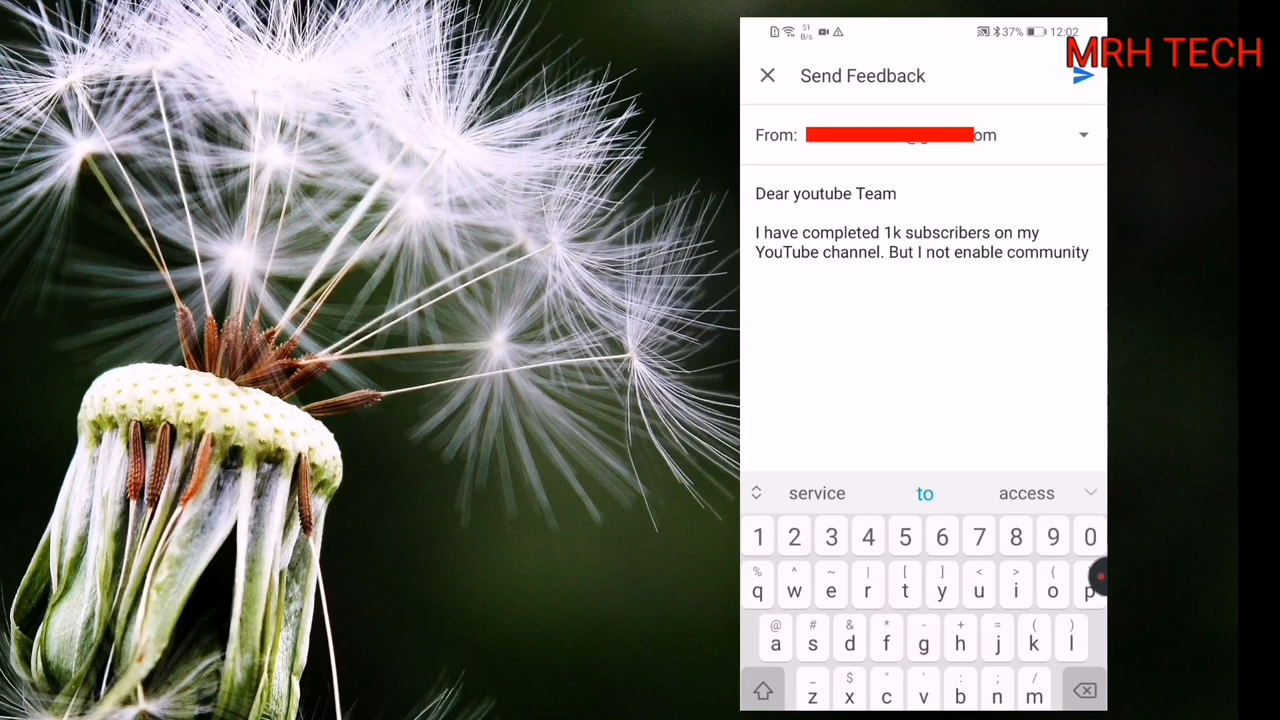 51
B/s
37%
12:02
MRH TECH
Send Feedback
From: om
Dear youtube Team
I have completed 1k subscribers on my
YouTube channel. But I not enable community
service to access
1 2 3 4 5 6 7 8 9 0
% ^ ~ | [ ] < > {
q w e r t y u i o p
@ # & * - + = ( )
a s d f g h j k l
_ $ " ' : ; /
z x c v b n m